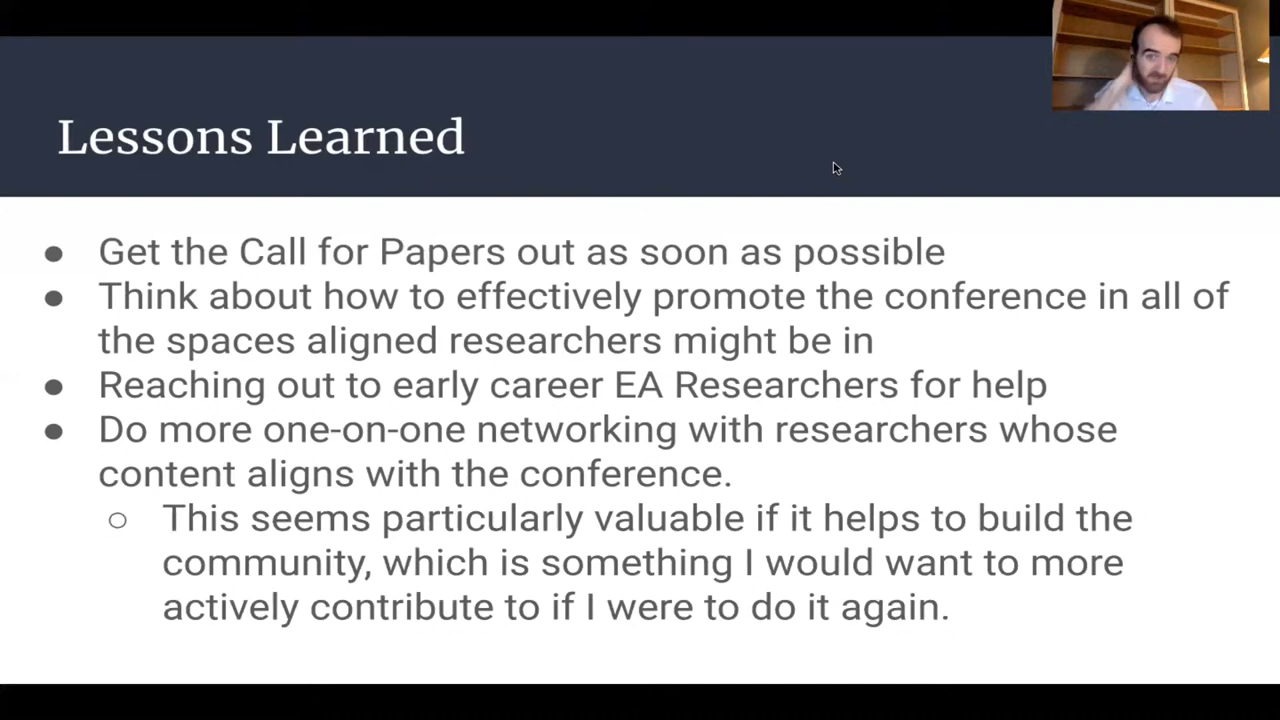 Lessons Learned
● Get the Call for Papers out as soon as possible
● Think about how to effectively promote the conference in all of
the spaces aligned researchers might be in
● Reaching out to early career EA Researchers for help
● Do more one-on-one networking with researchers whose
content aligns with the conference.
○ This seems particularly valuable if it helps to build the
community, which is something I would want to more
actively contribute to if I were to do it again.